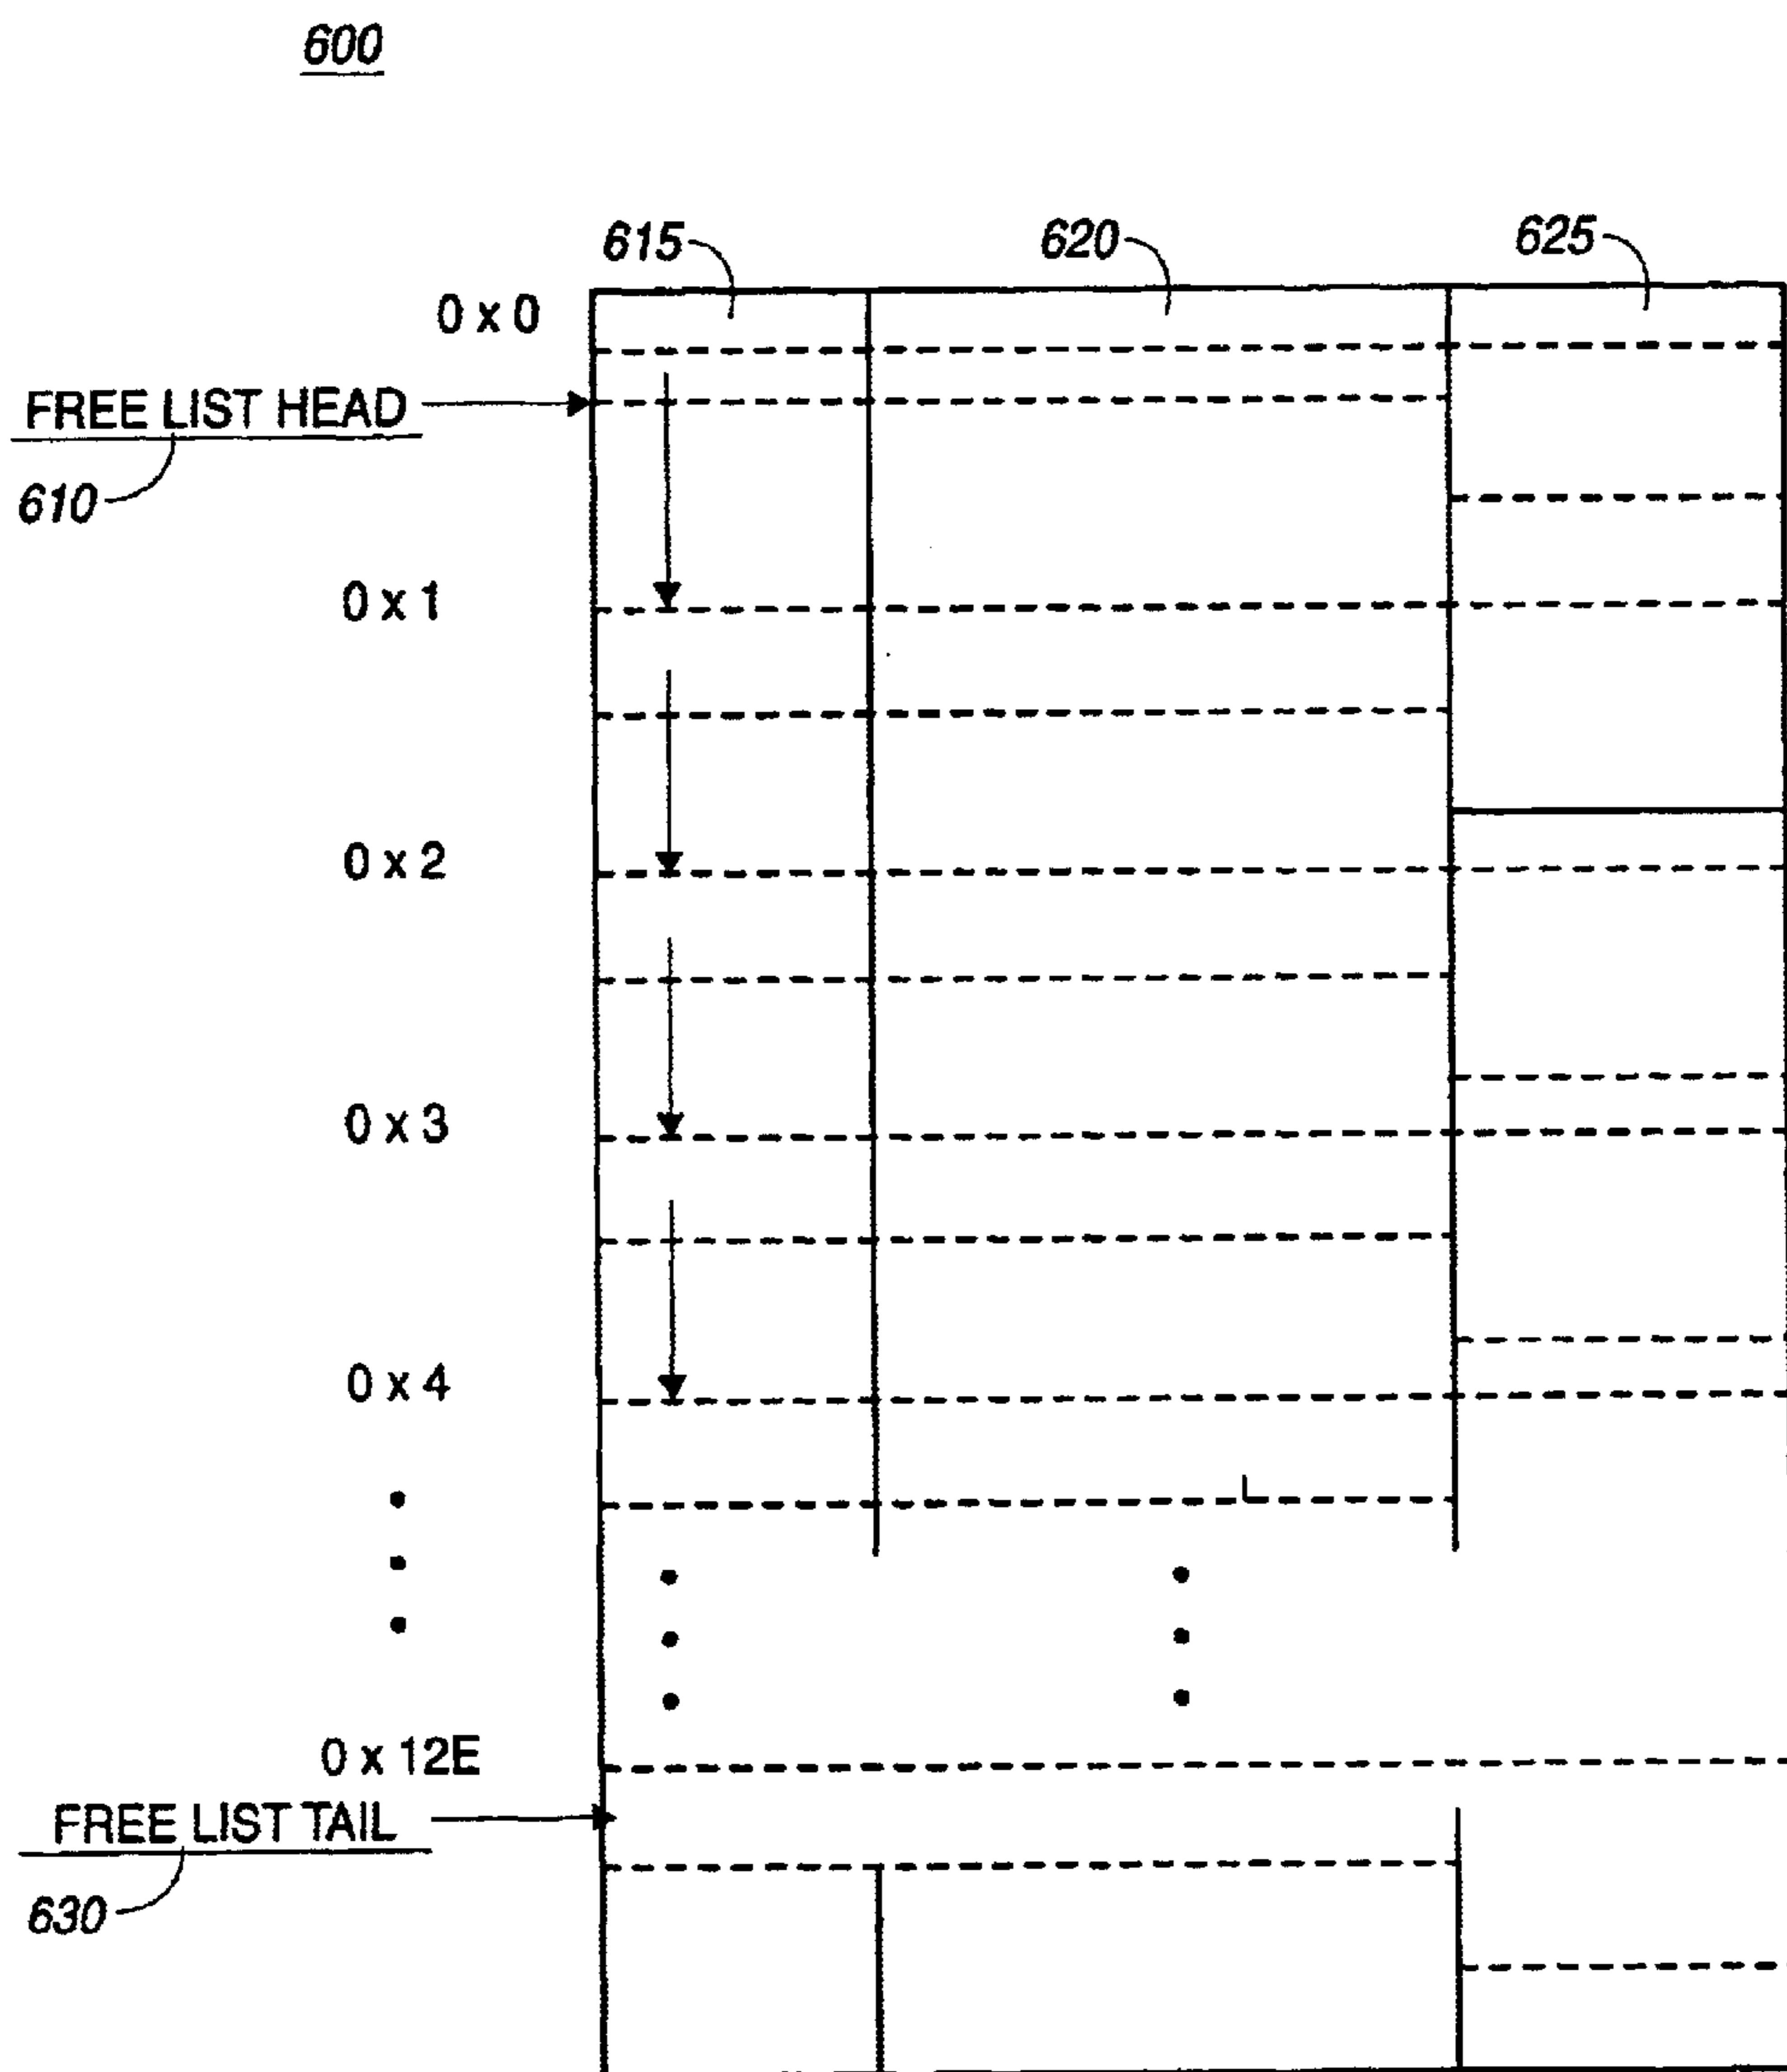 600
615 620 625
0 x 0
FREE LIST HEAD
610
0 x 1
0 x 2
0 x 3
0 x 4
0 x 12E
FREE LIST TAIL
630